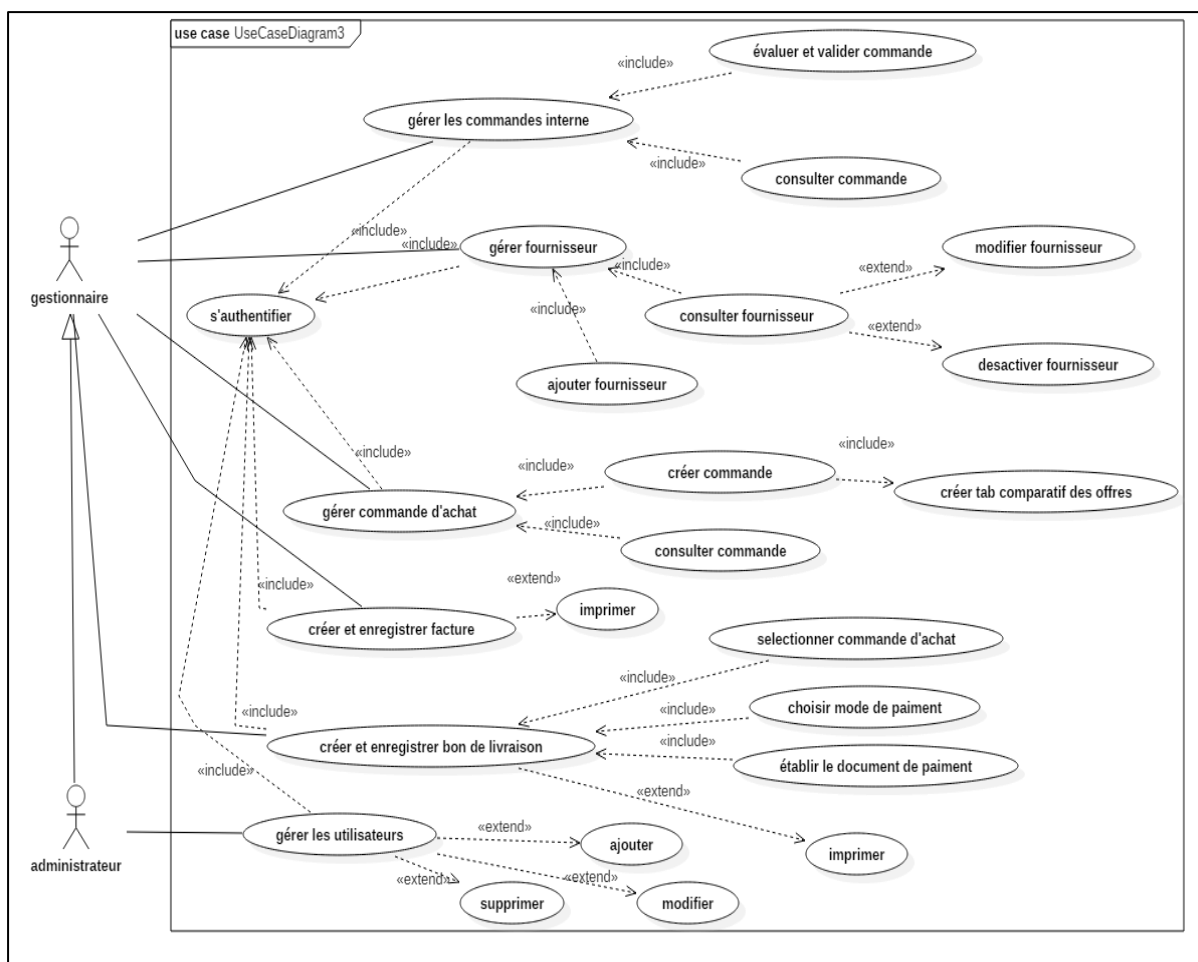 use case UseCaseDiagram3
évaluer et valider commande
«include»
gérer les commandes interne
«include»
consulter commande
«include»
«include»
gérer fournisseur
«include»
modifier fournisseur
«extend»
gestionnaire
s'authentifier
«include»
consulter fournisseur
«extend»
desactiver fournisseur
ajouter fournisseur
«include»
«include»
créer commande
«include»
créer tab comparatif des offres
gérer commande d'achat
«include»
consulter commande
«include»
«extend»
imprimer
créer et enregistrer facture
selectionner commande d'achat
«include»
choisir mode de paiment
«include»
«include»
créer et enregistrer bon de livraison
«include»
établir le document de paiment
«include»
«extend»
gérer les utilisateurs
«extend»
ajouter
imprimer
administrateur
«extend»
«extend»
supprimer
modifier